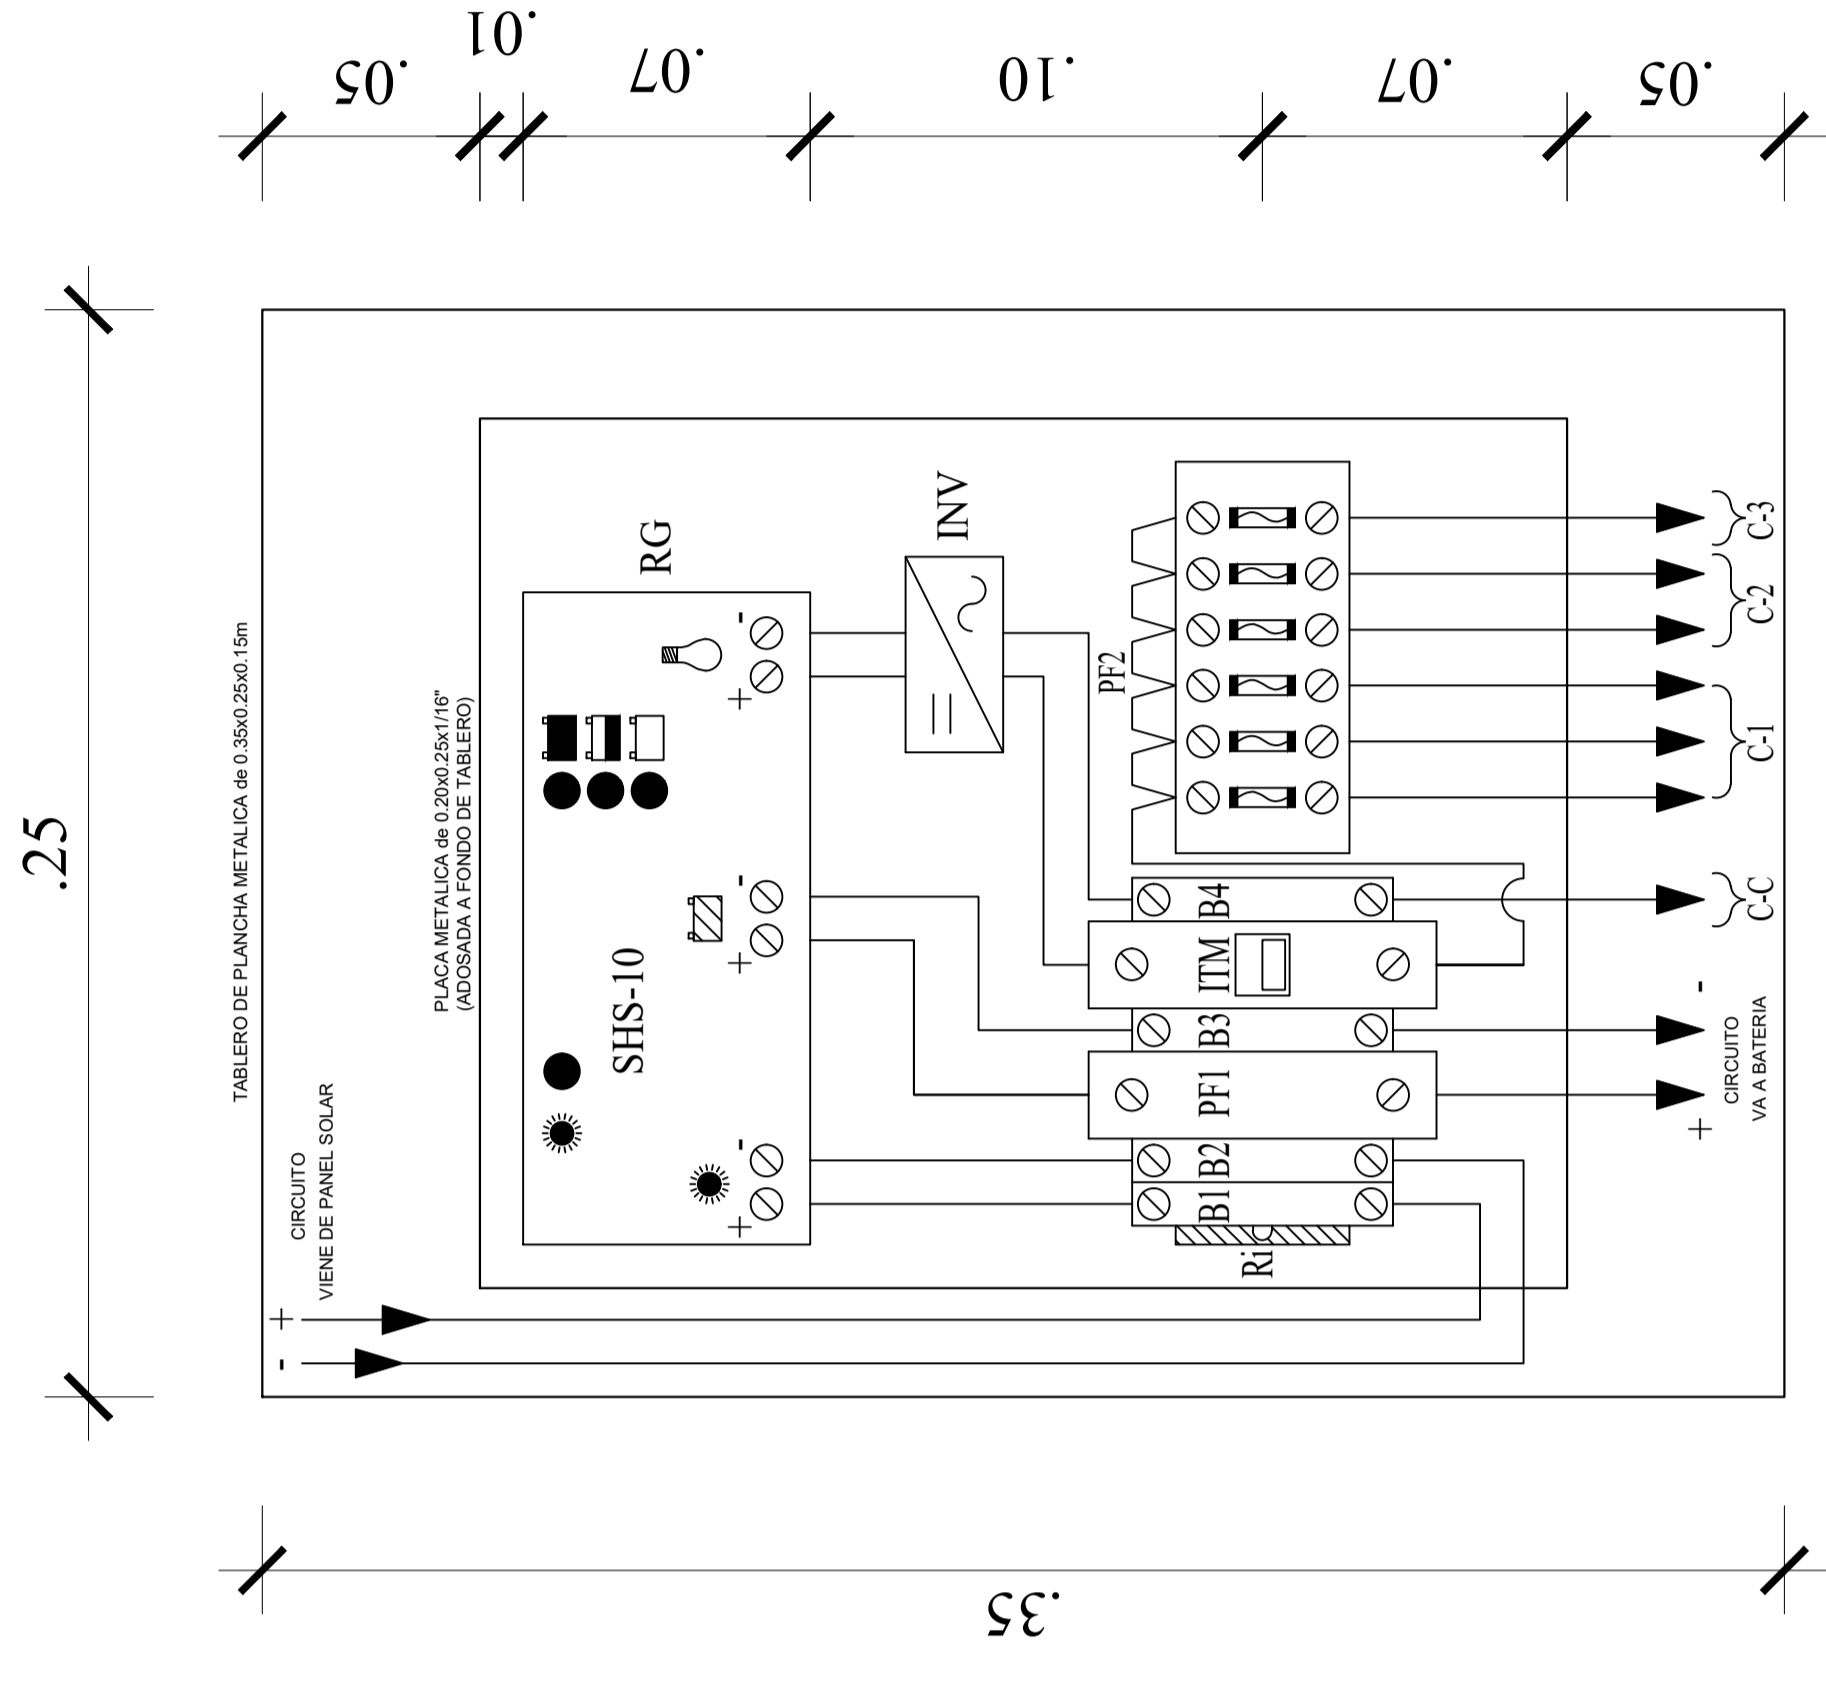 .05
.01
.07
.10
.07
.05
.25
TABLERO DE PLANCHA METALICA de 0.35x0.25x0.15m
CIRCUITO
VIENE DE PANEL SOLAR
+
-
PLACA METALICA de 0.20x0.25x1/16"
(ADOSADA A FONDO DE TABLERO)
RG
SHS-10
+
-
+
-
+
-
INV
PF2
B1
B2
PF1
B3
ITM
B4
Ri
+
-
CIRCUITO
VA A BATERIA
C-C
C-1
C-2
C-3
.35